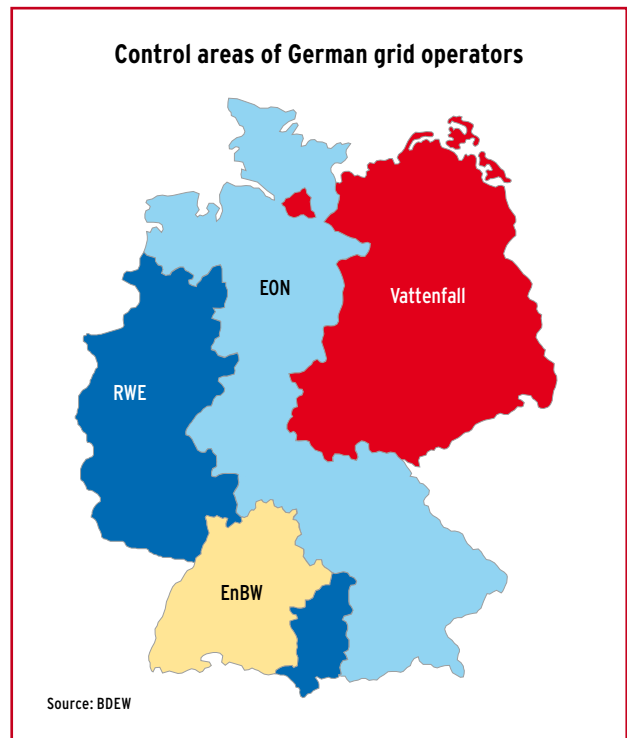 Control areas of German grid operators
EON
Vattenfall
RWE
EnBW
Source: BDEW